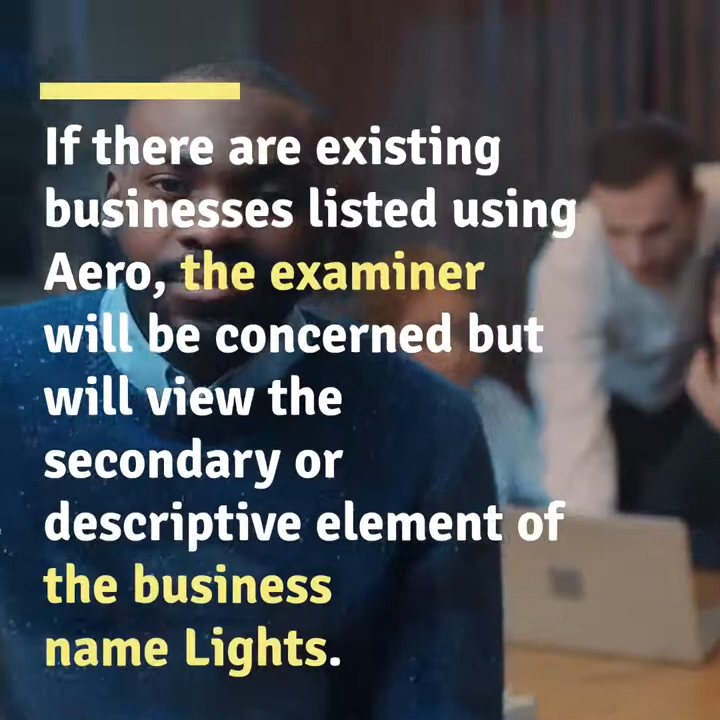 If there are existing
businesses listed using
Aero, the examiner
will be concerned but
will view the
secondary or
descriptive element of
the business
name Lights.